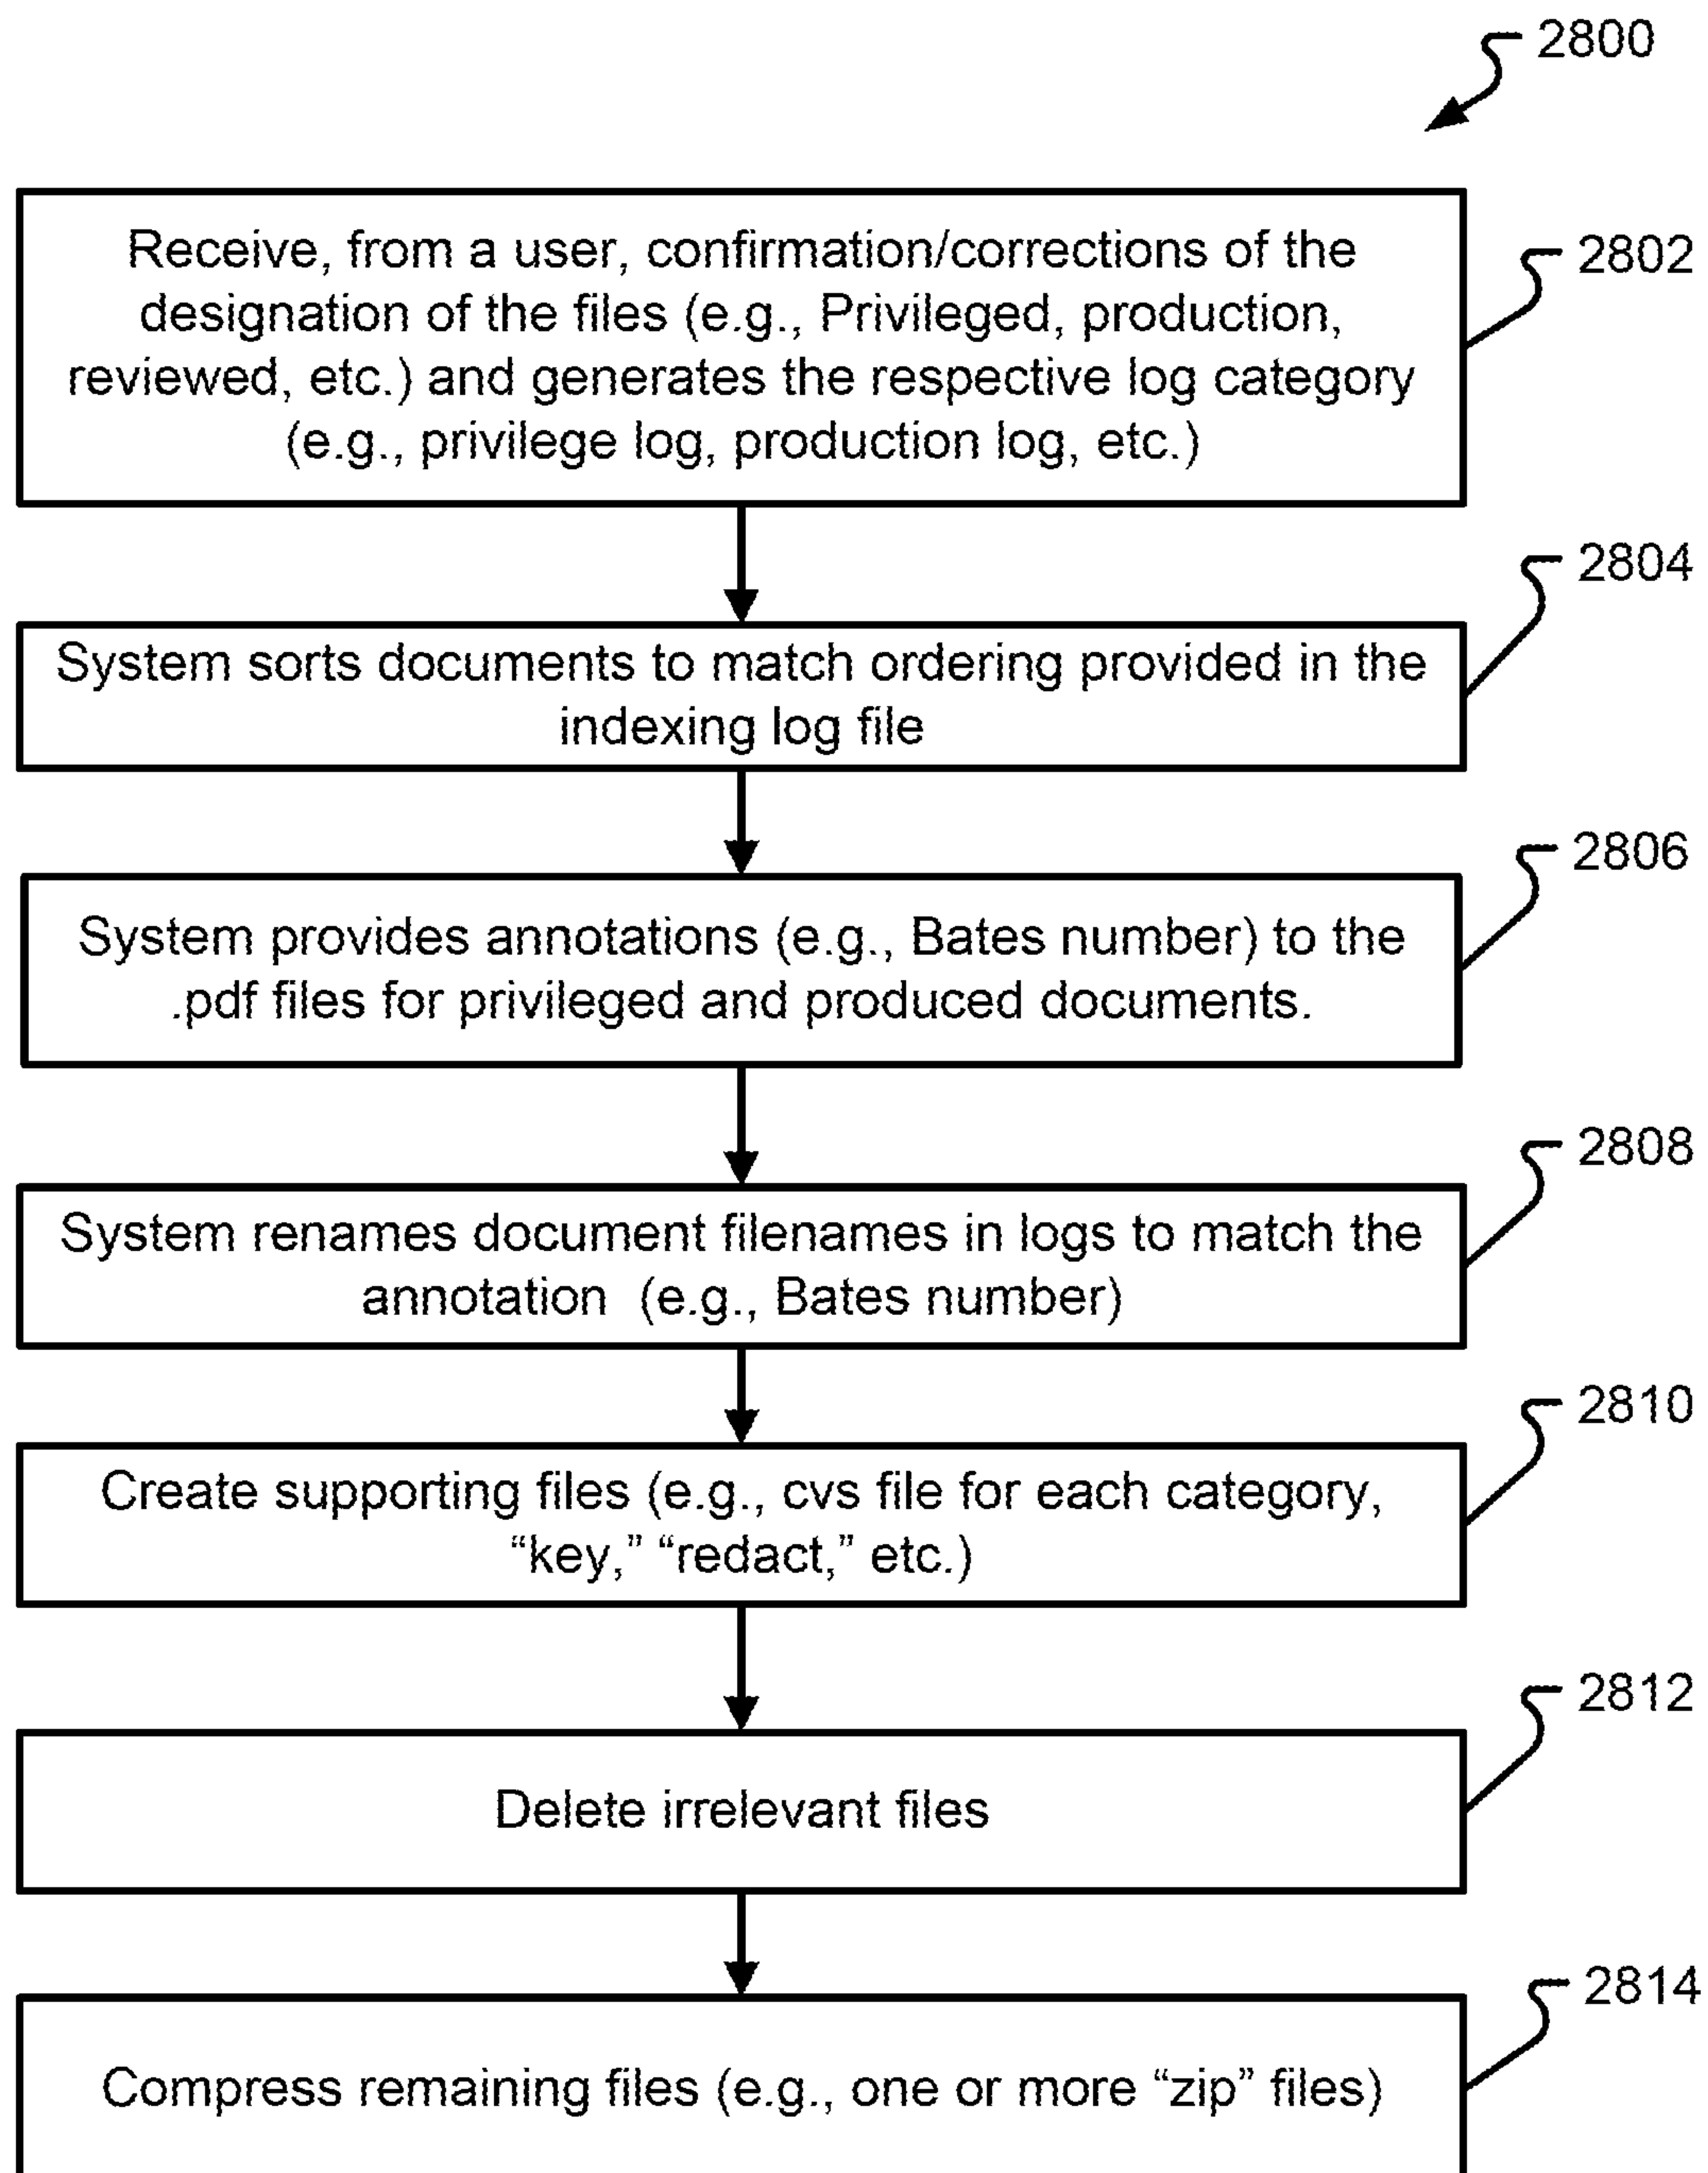 2800
Receive, from a user, confirmation/corrections of the
designation of the files (e.g., Privileged, production,
reviewed, etc.) and generates the respective log category
(e.g., privilege log, production log, etc.)
2802
System sorts documents to match ordering provided in the
indexing log file
2804
System provides annotations (e.g., Bates number) to the
.pdf files for privileged and produced documents.
2806
System renames document filenames in logs to match the
annotation (e.g., Bates number)
2808
Create supporting files (e.g., cvs file for each category,
“key,” “redact,” etc.)
2810
Delete irrelevant files
2812
Compress remaining files (e.g., one or more “zip” files)
2814